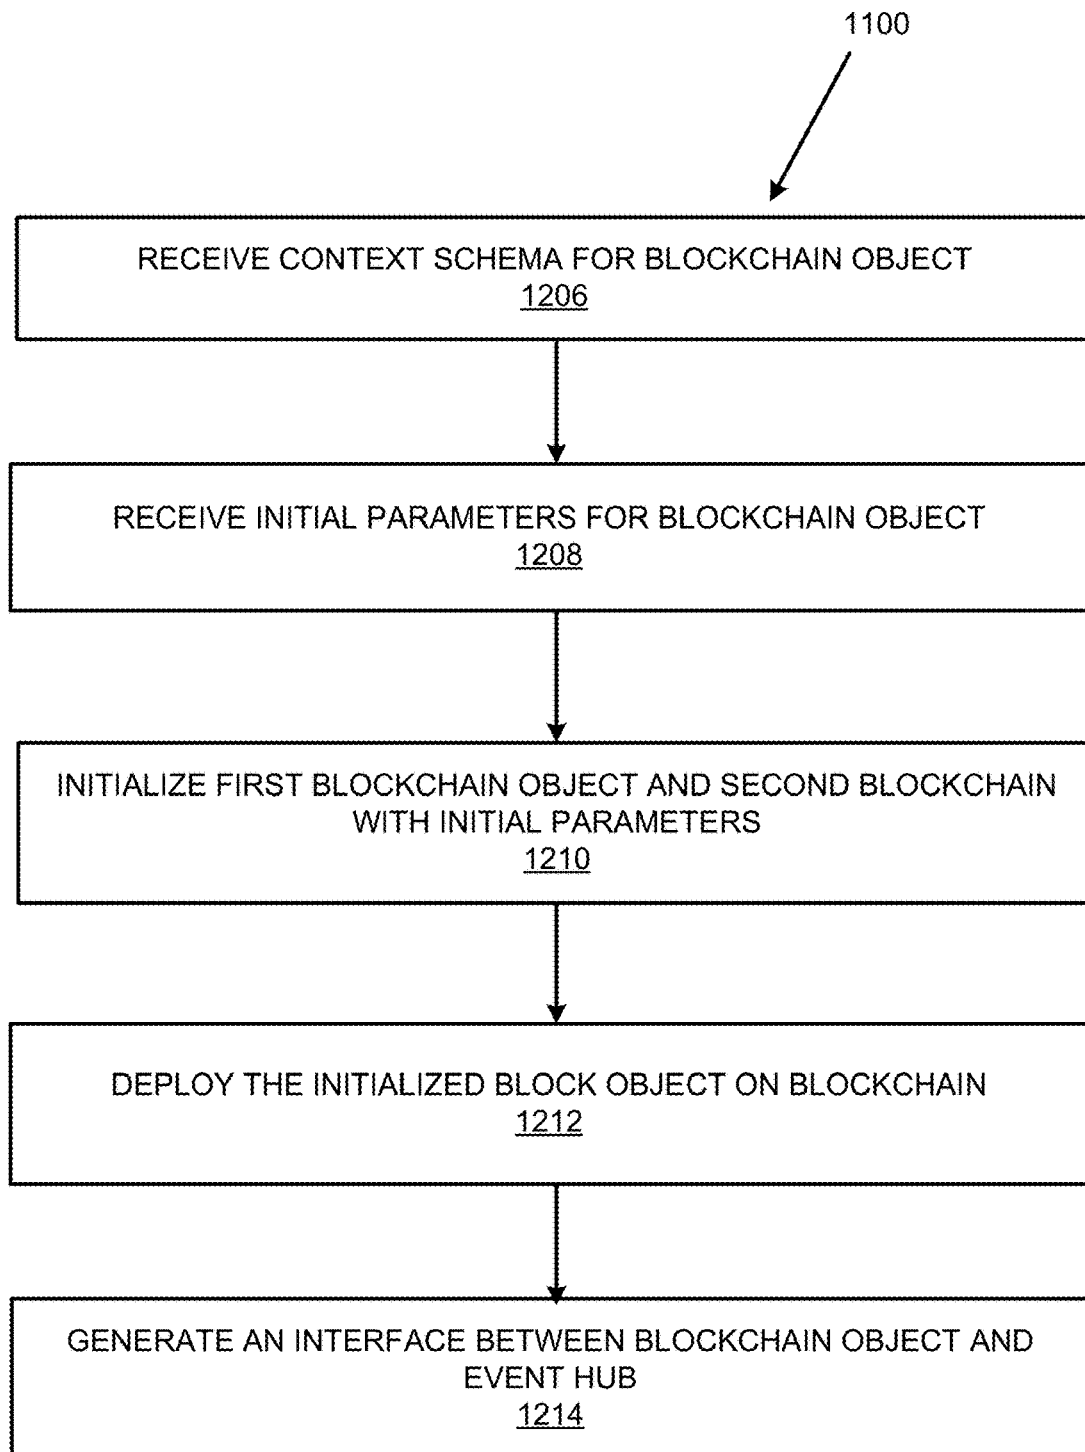 1100
RECEIVE CONTEXT SCHEMA FOR BLOCKCHAIN OBJECT
1206
RECEIVE INITIAL PARAMETERS FOR BLOCKCHAIN OBJECT
1208
INITIALIZE FIRST BLOCKCHAIN OBJECT AND SECOND BLOCKCHAIN
WITH INITIAL PARAMETERS
1210
DEPLOY THE INITIALIZED BLOCK OBJECT ON BLOCKCHAIN
1212
GENERATE AN INTERFACE BETWEEN BLOCKCHAIN OBJECT AND
EVENT HUB
1214